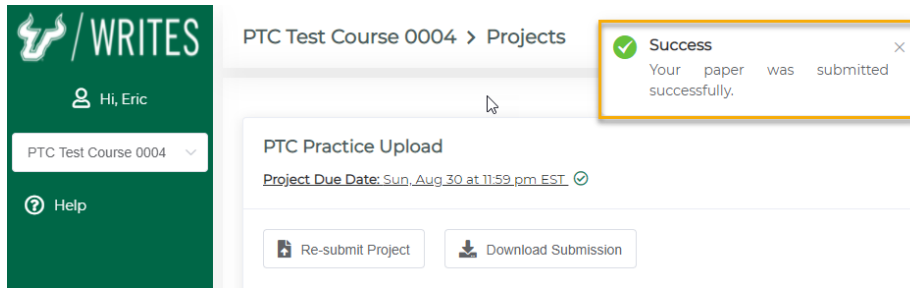 / WRITES
Hi, Eric
PTC Test Course 0004
Help
PTC Test Course 0004 > Projects
Success
Your paper was submitted
successfully.
PTC Practice Upload
Project Due Date: Sun, Aug 30 at 11:59 pm EST
Re-submit Project
Download Submission